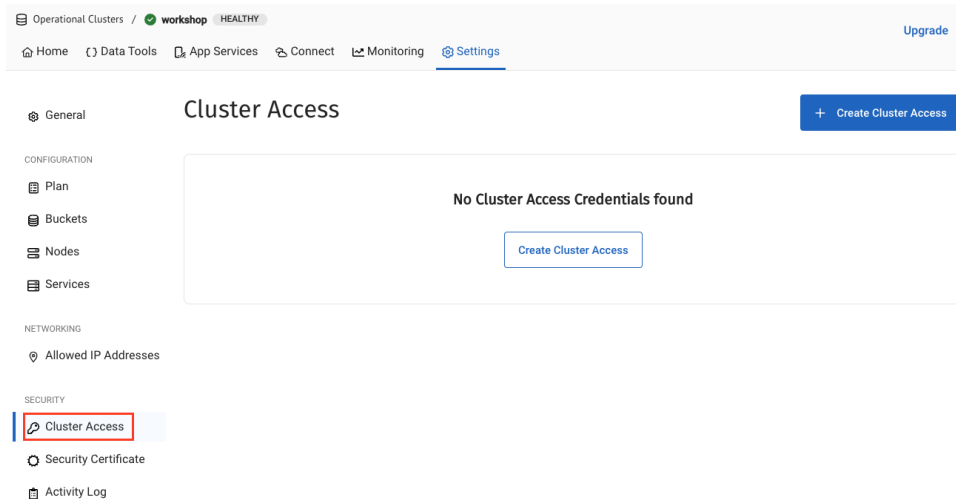 Operational Clusters / workshop HEALTHY
Upgrade
Home {} Data Tools App Services Connect Monitoring Settings
General
Cluster Access
+ Create Cluster Access
CONFIGURATION
Plan
Buckets
Nodes
Services
No Cluster Access Credentials found
Create Cluster Access
NETWORKING
Allowed IP Addresses
SECURITY
Cluster Access
Security Certificate
Activity Log